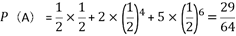 P (A) = 1/2 × 1/2 + 2 × (1/2)^4 + 5 × (1/2)^6 = 29/64